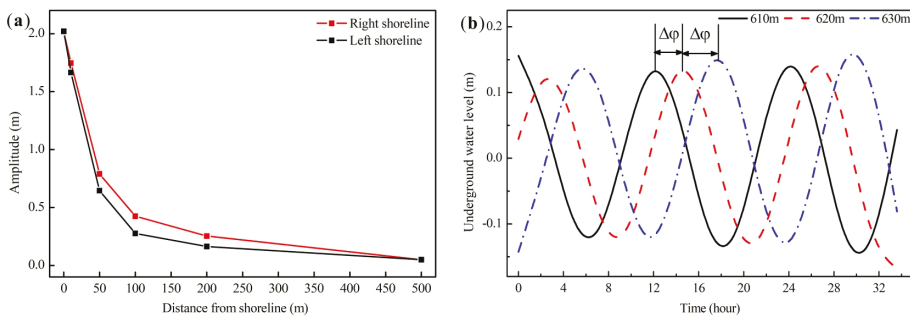 (a)
Right shoreline
Left shoreline
2.0
1.5
1.0
0.5
0.0
Amplitude (m)
0 50 100 150 200 250 300 350 400 450 500
Distance from shoreline (m)
(b)
610m 620m 630m
Δφ Δφ
0.2
0.1
0.0
-0.1
Underground water level (m)
0 4 8 12 16 20 24 28 32
Time (hour)